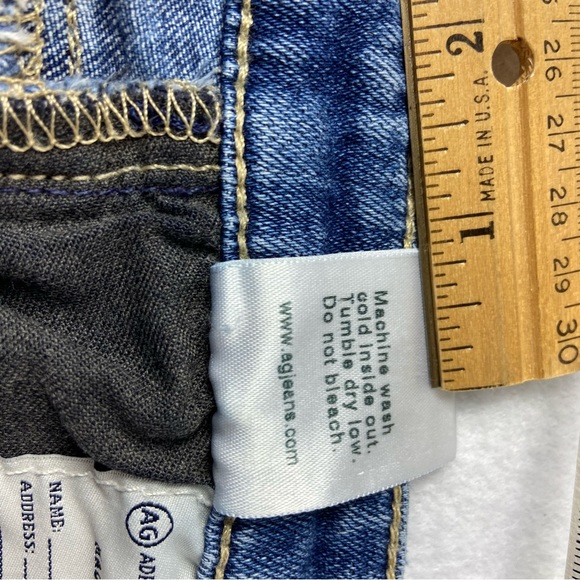 Machine wash
cold inside out.
Tumble dry low.
Do not bleach.
www.agjeans.com
MADE IN U.S.A.
1
2
26
27
28
29
30
NAME:
ADDRESS:
AG